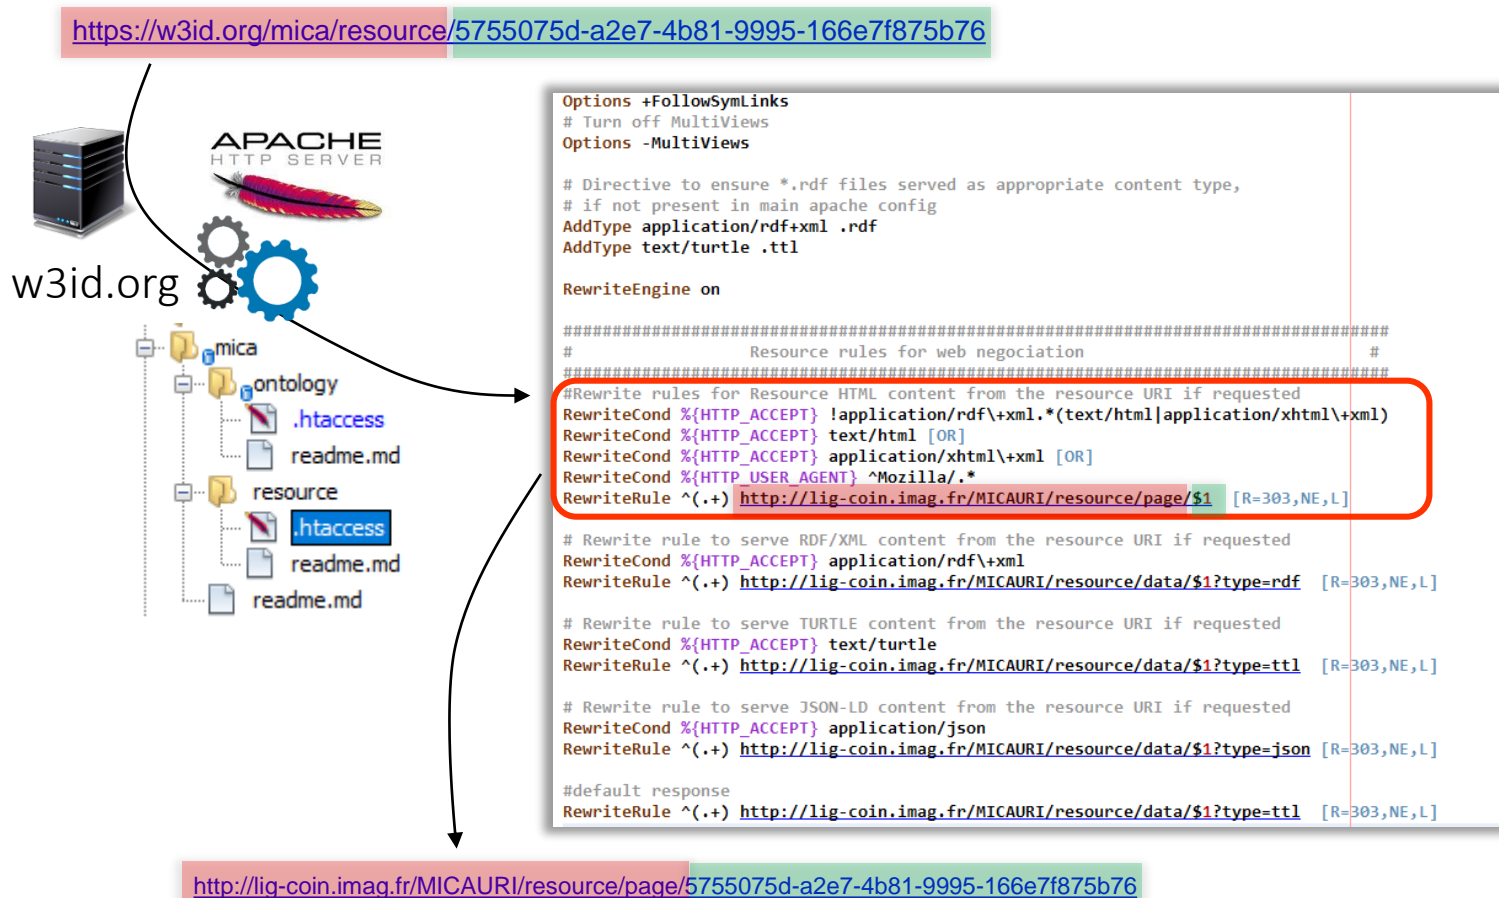 https://w3id.org/mica/resource/5755075d-a2e7-4b81-9995-166e7f875b76
APACHE
HTTP SERVER
w3id.org
mica
ontology
.htaccess
readme.md
resource
.htaccess
readme.md
readme.md
Options +FollowSymLinks
# Turn off MultiViews
Options -MultiViews
# Directive to ensure *.rdf files served as appropriate content type,
# if not present in main apache config
AddType application/rdf+xml .rdf
AddType text/turtle .ttl
RewriteEngine on
####################################################################################
# Resource rules for web negociation #
####################################################################################
#Rewrite rules for Resource HTML content from the resource URI if requested
RewriteCond %{HTTP_ACCEPT} !application/rdf\+xml.*(text/html|application/xhtml\+xml)
RewriteCond %{HTTP_ACCEPT} text/html [OR]
RewriteCond %{HTTP_ACCEPT} application/xhtml\+xml [OR]
RewriteCond %{HTTP_USER_AGENT} ^Mozilla/.*
RewriteRule ^(.+) http://lig-coin.imag.fr/MICAURI/resource/page/$1 [R=303,NE,L]
# Rewrite rule to serve RDF/XML content from the resource URI if requested
RewriteCond %{HTTP_ACCEPT} application/rdf\+xml
RewriteRule ^(.+) http://lig-coin.imag.fr/MICAURI/resource/data/$1?type=rdf [R=303,NE,L]
# Rewrite rule to serve TURTLE content from the resource URI if requested
RewriteCond %{HTTP_ACCEPT} text/turtle
RewriteRule ^(.+) http://lig-coin.imag.fr/MICAURI/resource/data/$1?type=ttl [R=303,NE,L]
# Rewrite rule to serve JSON-LD content from the resource URI if requested
RewriteCond %{HTTP_ACCEPT} application/json
RewriteRule ^(.+) http://lig-coin.imag.fr/MICAURI/resource/data/$1?type=json [R=303,NE,L]
#default response
RewriteRule ^(.+) http://lig-coin.imag.fr/MICAURI/resource/data/$1?type=ttl [R=303,NE,L]
http://lig-coin.imag.fr/MICAURI/resource/page/5755075d-a2e7-4b81-9995-166e7f875b76